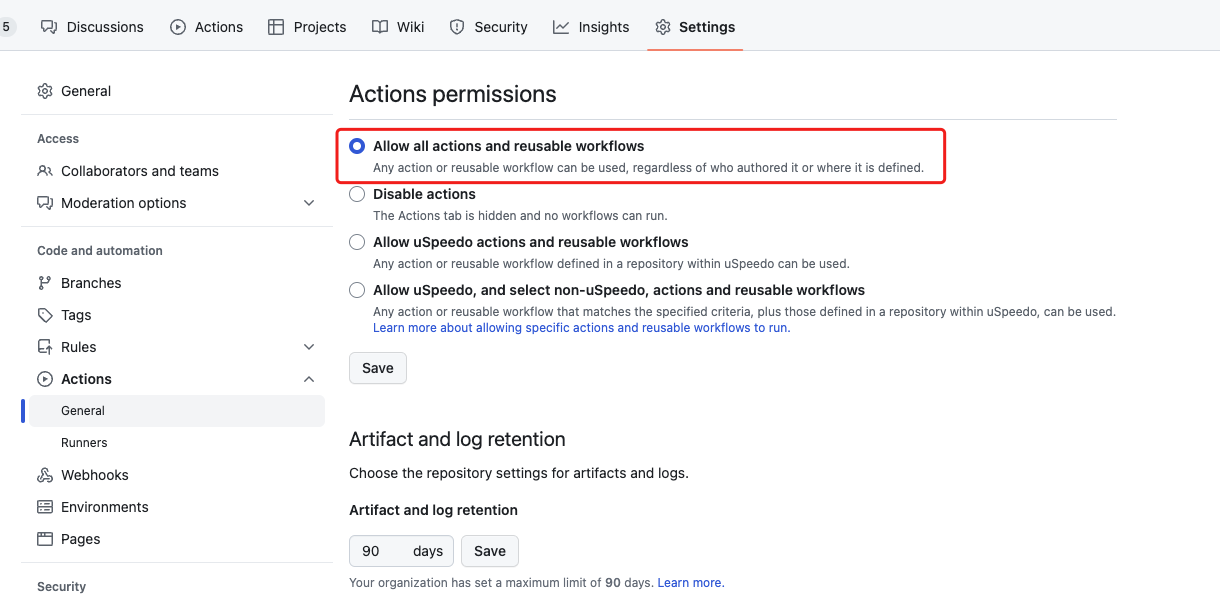 5 Discussions Actions Projects Wiki Security Insights Settings
General
Access
Collaborators and teams
Moderation options
Code and automation
Branches
Tags
Rules
Actions
General
Runners
Webhooks
Environments
Pages
Security
Actions permissions
Allow all actions and reusable workflows
Any action or reusable workflow can be used, regardless of who authored it or where it is defined.
Disable actions
The Actions tab is hidden and no workflows can run.
Allow uSpeedo actions and reusable workflows
Any action or reusable workflow defined in a repository within uSpeedo can be used.
Allow uSpeedo, and select non-uSpeedo, actions and reusable workflows
Any action or reusable workflow that matches the specified criteria, plus those defined in a repository within uSpeedo, can be used.
Learn more about allowing specific actions and reusable workflows to run.
Save
Artifact and log retention
Choose the repository settings for artifacts and logs.
Artifact and log retention
90 days Save
Your organization has set a maximum limit of 90 days. Learn more.